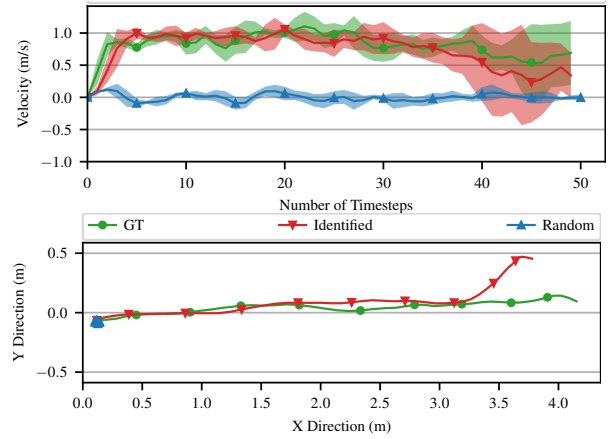 1.0
0.5
0.0
−0.5
−1.0
Velocity (m/s)
0 10 20 30 40 50
Number of Timesteps
GT Identified Random
0.5
0.0
−0.5
Y Direction (m)
0.0 0.5 1.0 1.5 2.0 2.5 3.0 3.5 4.0
X Direction (m)